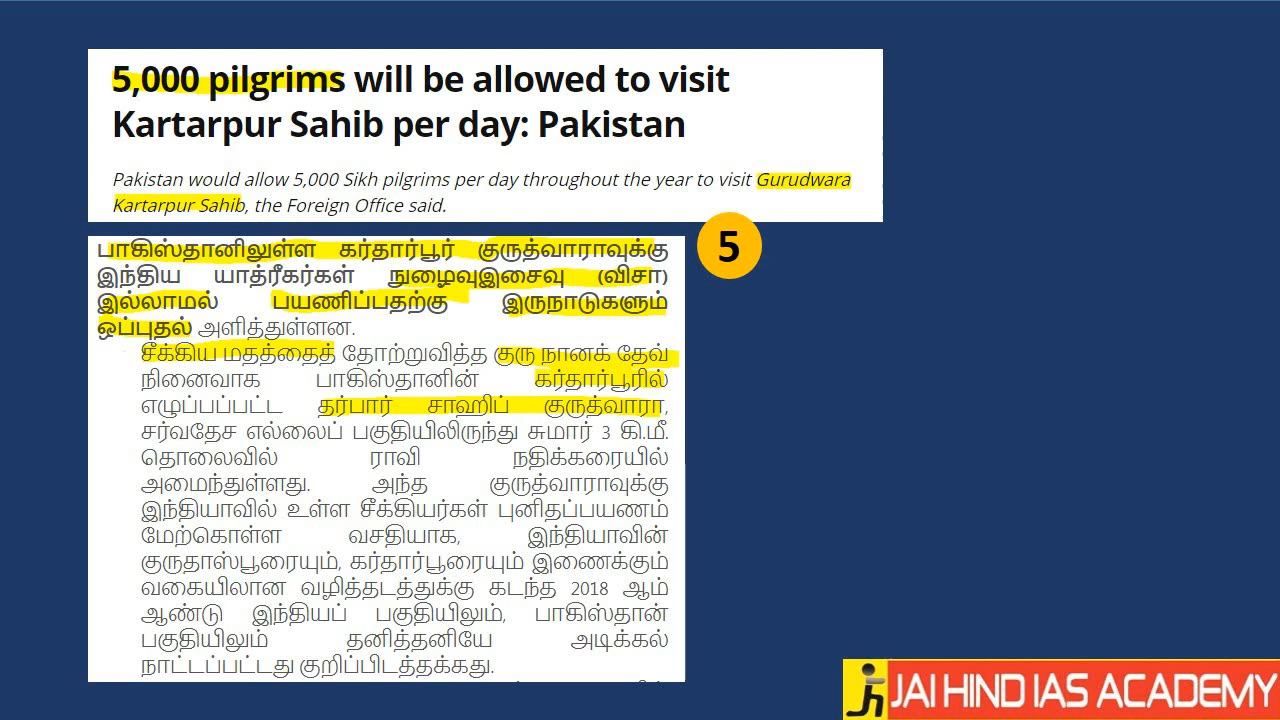 5,000 pilgrims will be allowed to visit
Kartarpur Sahib per day: Pakistan
Pakistan would allow 5,000 Sikh pilgrims per day throughout the year to visit Gurudwara
Kartarpur Sahib, the Foreign Office said.
5
பாகிஸ்தானிலுள்ள கர்தார்பூர் குருத்வாராவுக்கு
இந்திய யாத்ரீகர்கள் நுழைவுஇசைவு (விசா)
இல்லாமல் பயணிப்பதற்கு இருநாடுகளும்
ஒப்புதல் அளித்துள்ளன.
சீக்கிய மதத்தைத் தோற்றுவித்த குரு நானக் தேவ்
நினைவாக பாகிஸ்தானின் கர்தார்பூரில்
எழுப்பப்பட்ட தர்பார் சாஹிப் குருத்வாரா,
சர்வதேச எல்லைப் பகுதியிலிருந்து சுமார் 3 கி.மீ.
தொலைவில் ராவி நதிக்கரையில்
அமைந்துள்ளது. அந்த குருத்வாராவுக்கு
இந்தியாவில் உள்ள சீக்கியர்கள் புனிதப்பயணம்
மேற்கொள்ள வசதியாக, இந்தியாவின்
குருதாஸ்பூரையும், கர்தார்பூரையும் இணைக்கும்
வகையிலான வழித்தடத்துக்கு கடந்த 2018 ஆம்
ஆண்டு இந்தியப் பகுதியிலும், பாகிஸ்தான்
பகுதியிலும் தனித்தனியே அடிக்கல்
நாட்டப்பட்டது குறிப்பிடத்தக்கது.
JAI HIND IAS ACADEMY